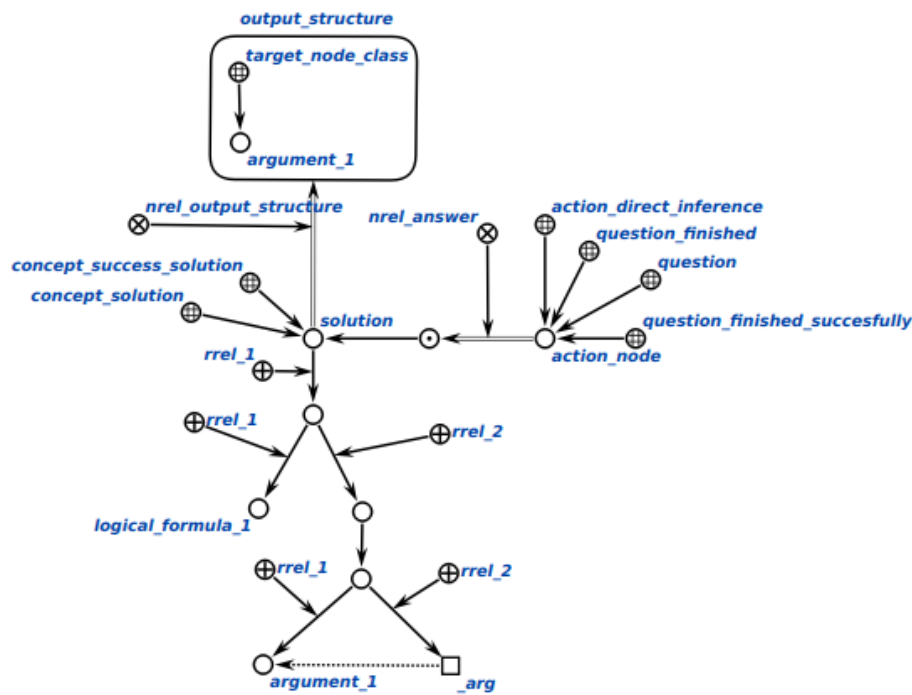 output_structure
target_node_class
argument_1
nrel_output_structure
nrel_answer
action_direct_inference
question_finished
question
concept_success_solution
concept_solution
solution
question_finished_succesfully
action_node
rrel_1
rrel_1
rrel_2
logical_formula_1
rrel_1
rrel_2
argument_1
_arg